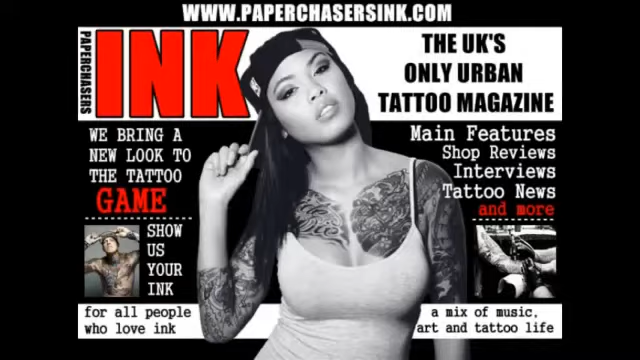 WWW.PAPERCHASERSINK.COM
PAPERCHASERS
INK
THE UK'S
ONLY URBAN
TATTOO MAGAZINE
WE BRING A
NEW LOOK TO
THE TATTOO
GAME
SHOW
US
YOUR
INK
for all people
who love ink
Main Features
Shop Reviews
Interviews
Tattoo News
and more
a mix of music,
art and tattoo life